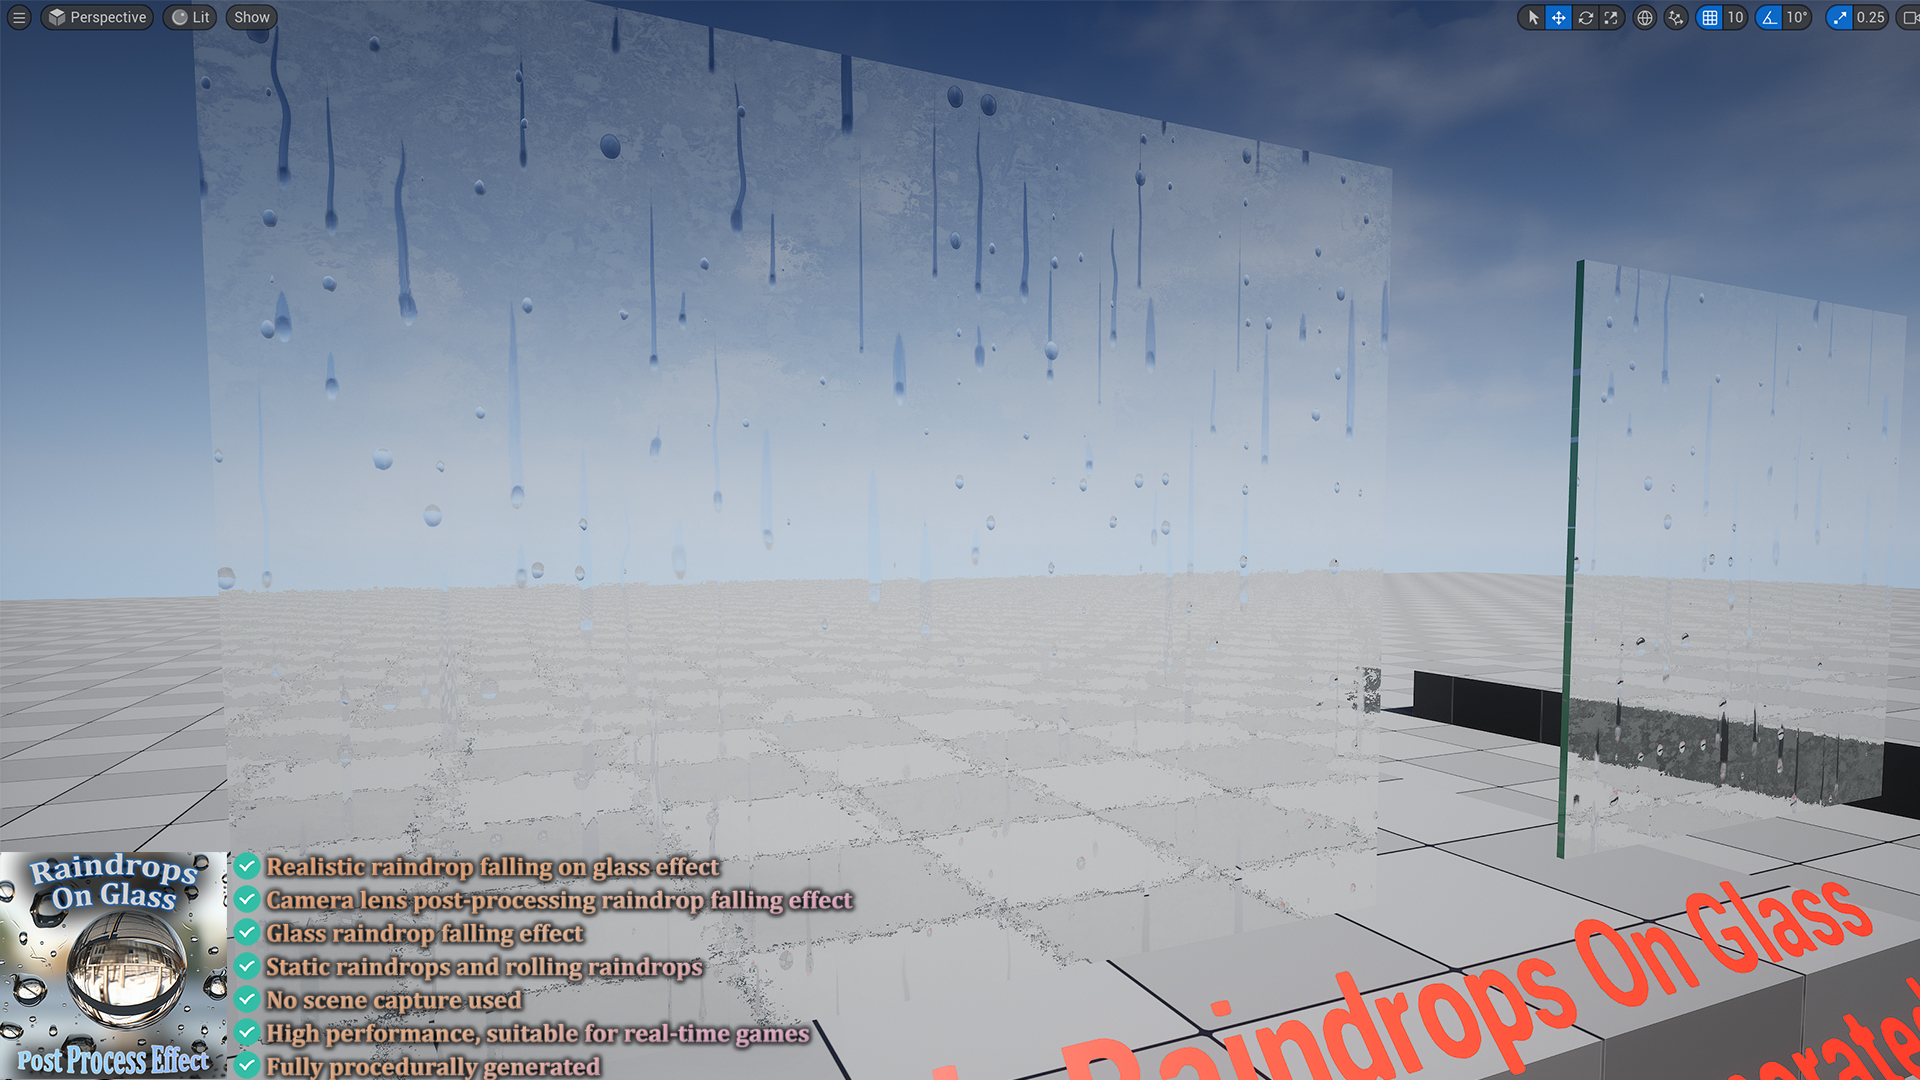 Perspective
Lit
Show
10
10°
0.25
Raindrops
On Glass
Post Process Effect
Realistic raindrop falling on glass effect
Camera lens post-processing raindrop falling effect
Glass raindrop falling effect
Static raindrops and rolling raindrops
No scene capture used
High performance, suitable for real-time games
Fully procedurally generated
Raindrops On Glass